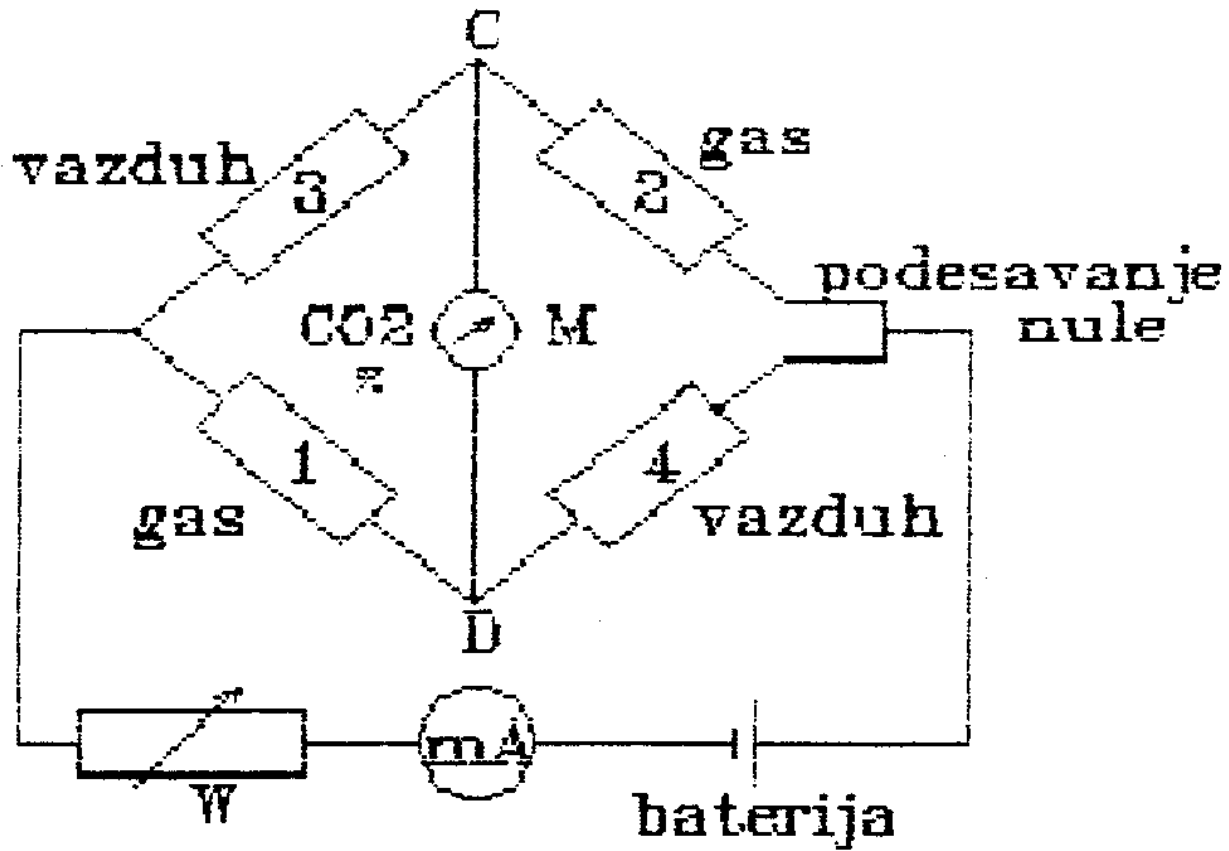 C
vazduh
3
gas
2
podesavanje
nule
CO2
%
M
1
gas
4
vazduh
D
W
mA
baterija